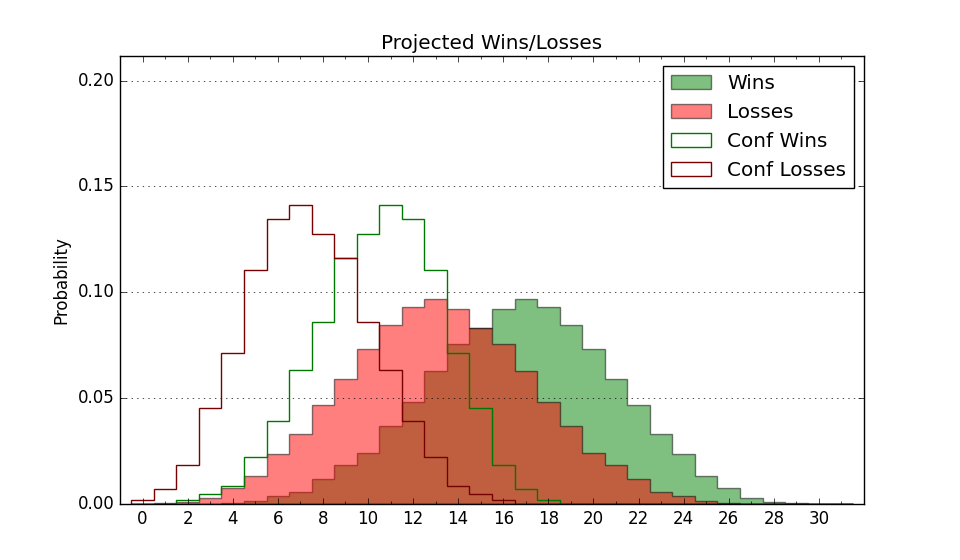 Projected Wins/Losses
0.20
0.15
0.10
0.05
0.00
Probability
0 2 4 6 8 10 12 14 16 18 20 22 24 26 28 30
Wins
Losses
Conf Wins
Conf Losses